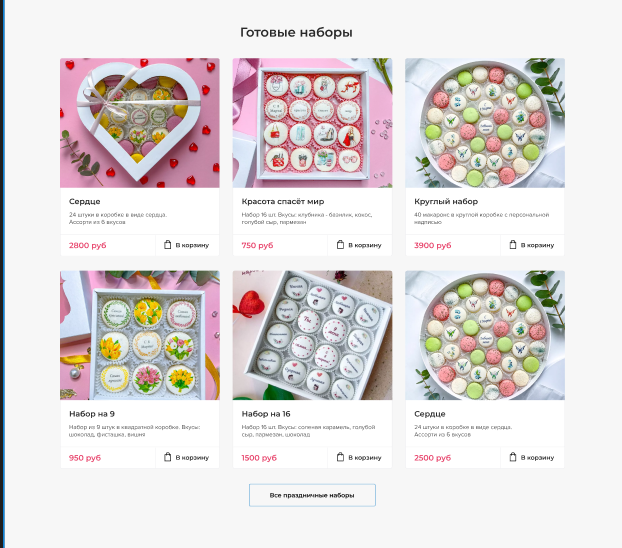 Готовые наборы
Сердце
24 штуки в коробке в виде сердца.
Ассорти из 6 вкусов
2800 руб
В корзину
Красота спасёт мир
Набор 16 шт. Вкусы: клубника - базилик, кокос,
голубой сыр, пармезан
750 руб
В корзину
Круглый набор
40 макаронс в круглой коробке с персональной
надписью
3900 руб
В корзину
Набор на 9
Набор из 9 штук в квадратной коробке. Вкусы:
шоколад, фисташка, вишня
950 руб
В корзину
Набор на 16
Набор 16 шт. Вкусы: соленая карамель, голубой
сыр, пармезан, шоколад
1500 руб
В корзину
Сердце
24 штуки в коробке в виде сердца.
Ассорти из 6 вкусов
2500 руб
В корзину
Все праздничные наборы